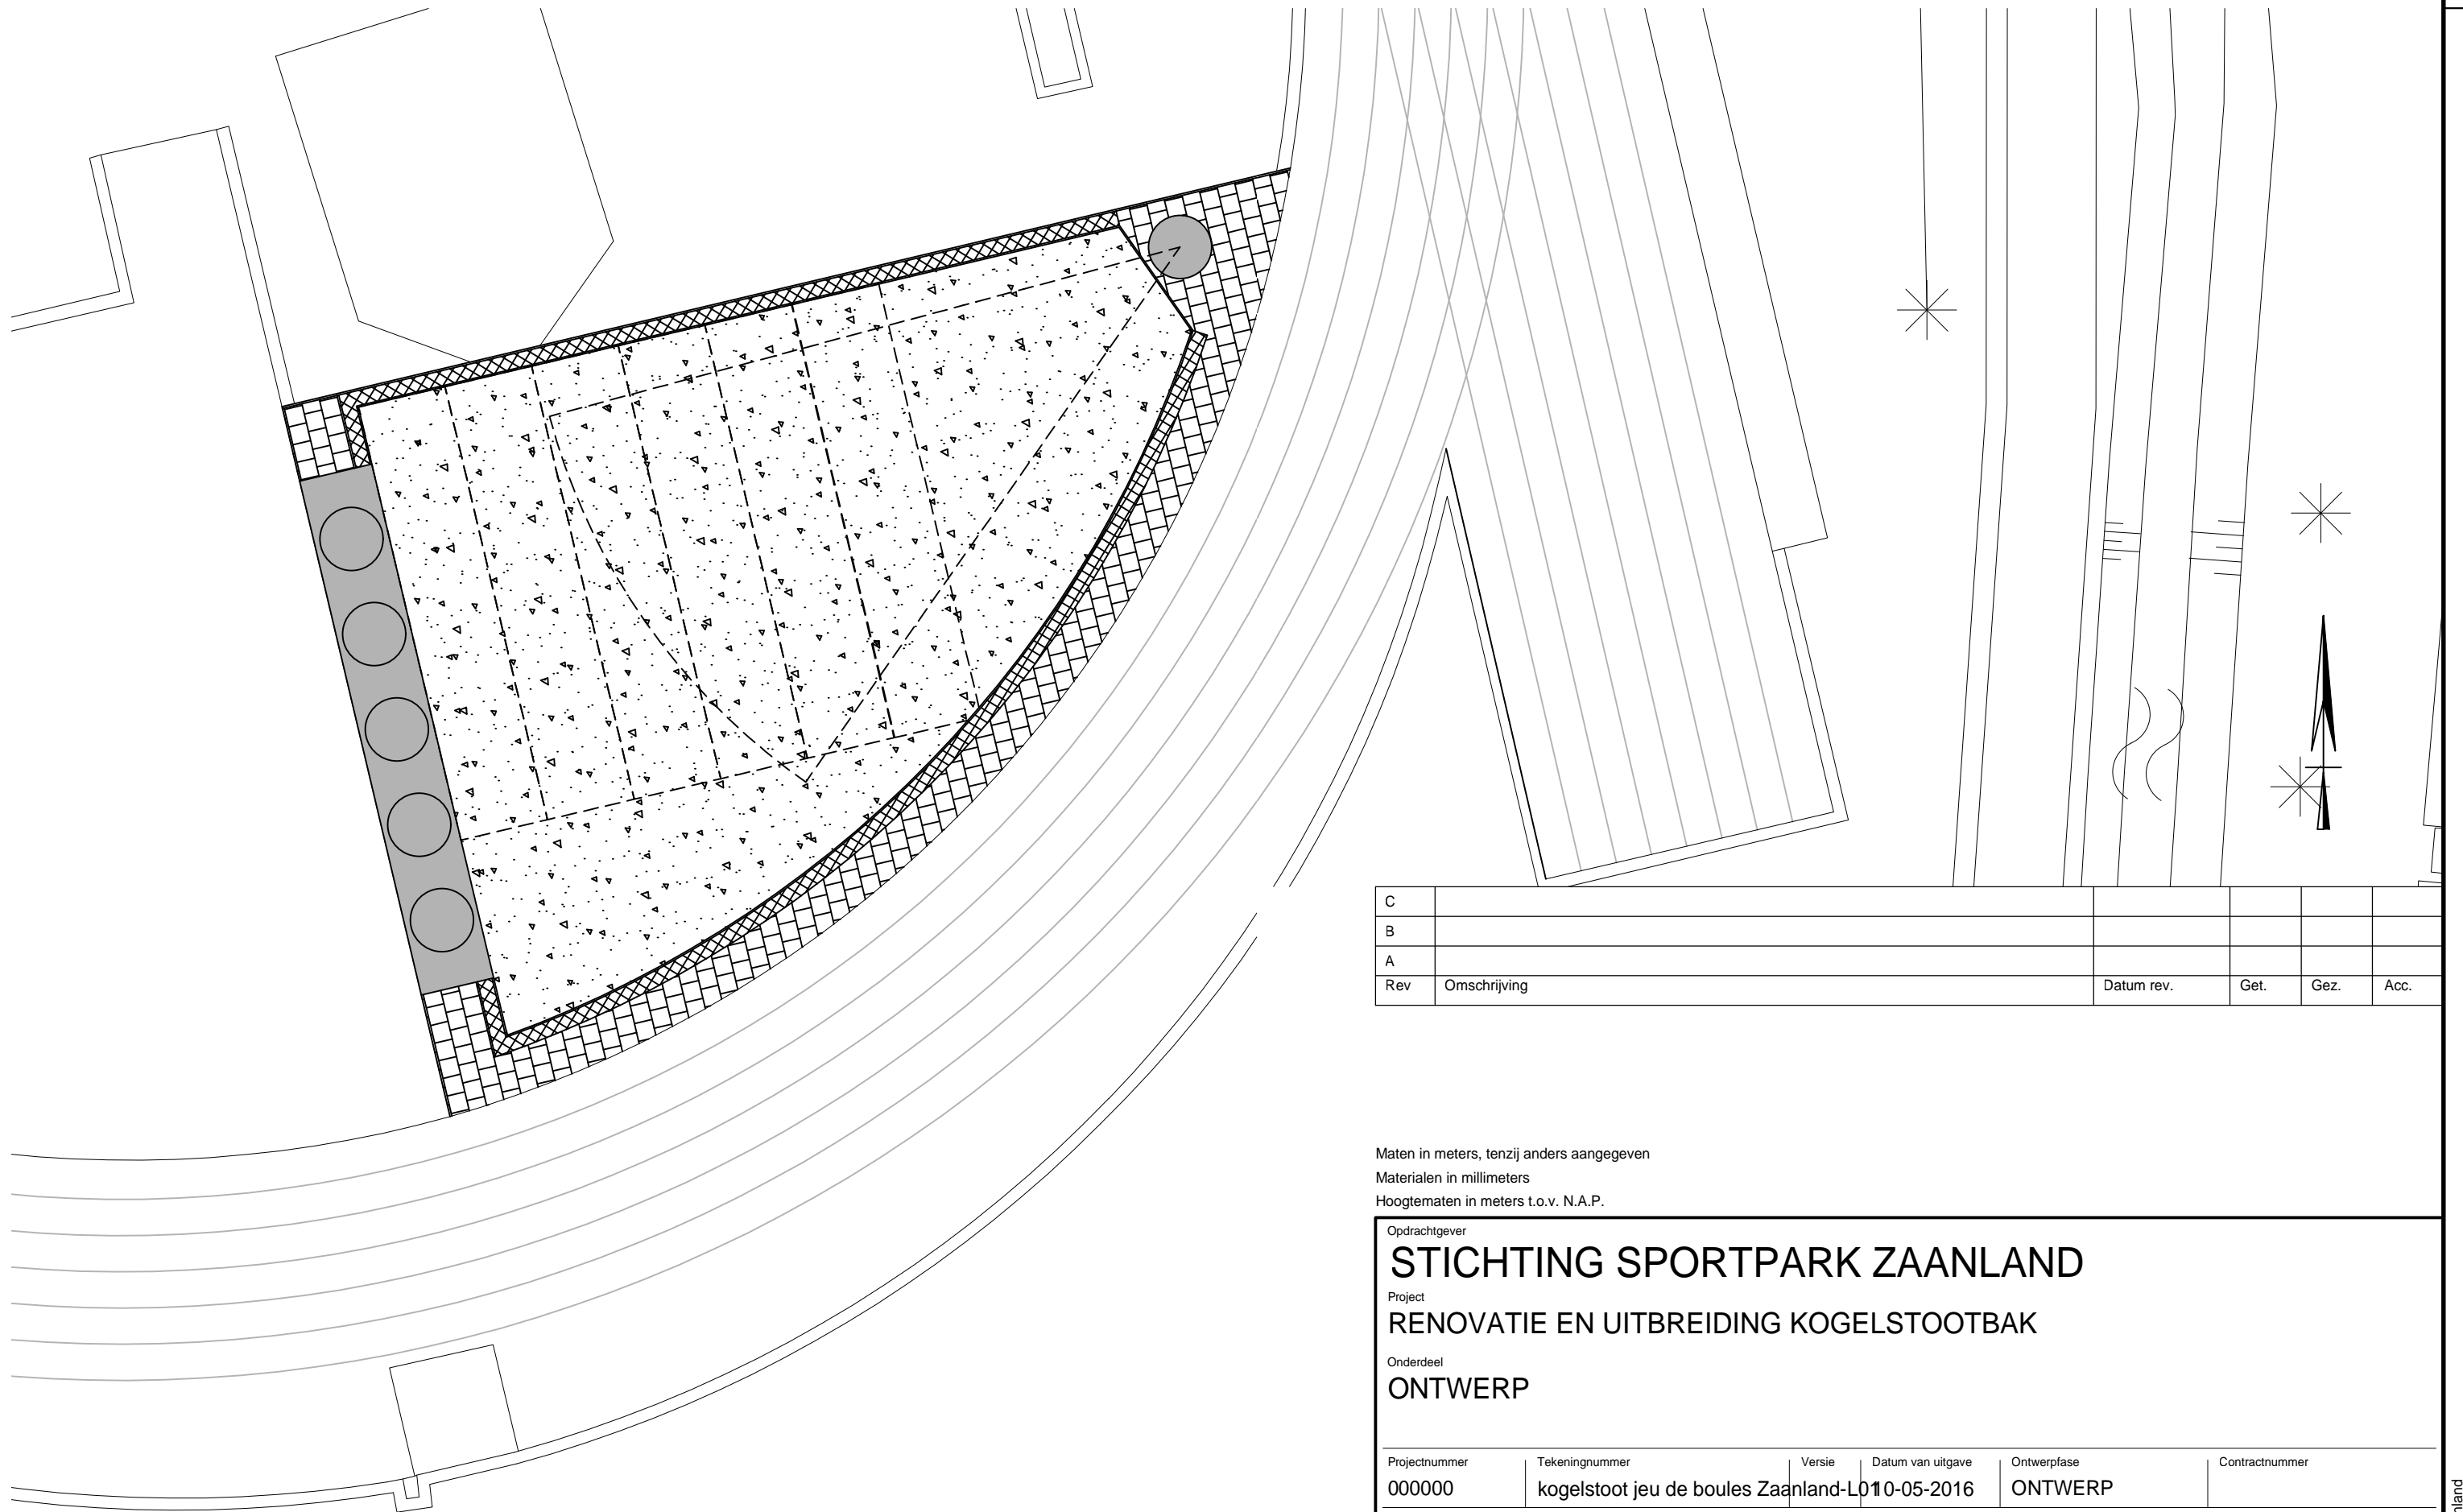 C
B
A
Rev Omschrijving Datum rev. Get. Gez. Acc.
Maten in meters, tenzij anders aangegeven
Materialen in millimeters
Hoogtematen in meters t.o.v. N.A.P.
Opdrachtgever
STICHTING SPORTPARK ZAANLAND
Project
RENOVATIE EN UITBREIDING KOGELSTOOTBAK
Onderdeel
ONTWERP
Projectnummer Tekeningnummer Versie Datum van uitgave Ontwerpfase Contractnummer
000000 kogelstoot jeu de boules Zaanland-L01 10-05-2016 ONTWERP